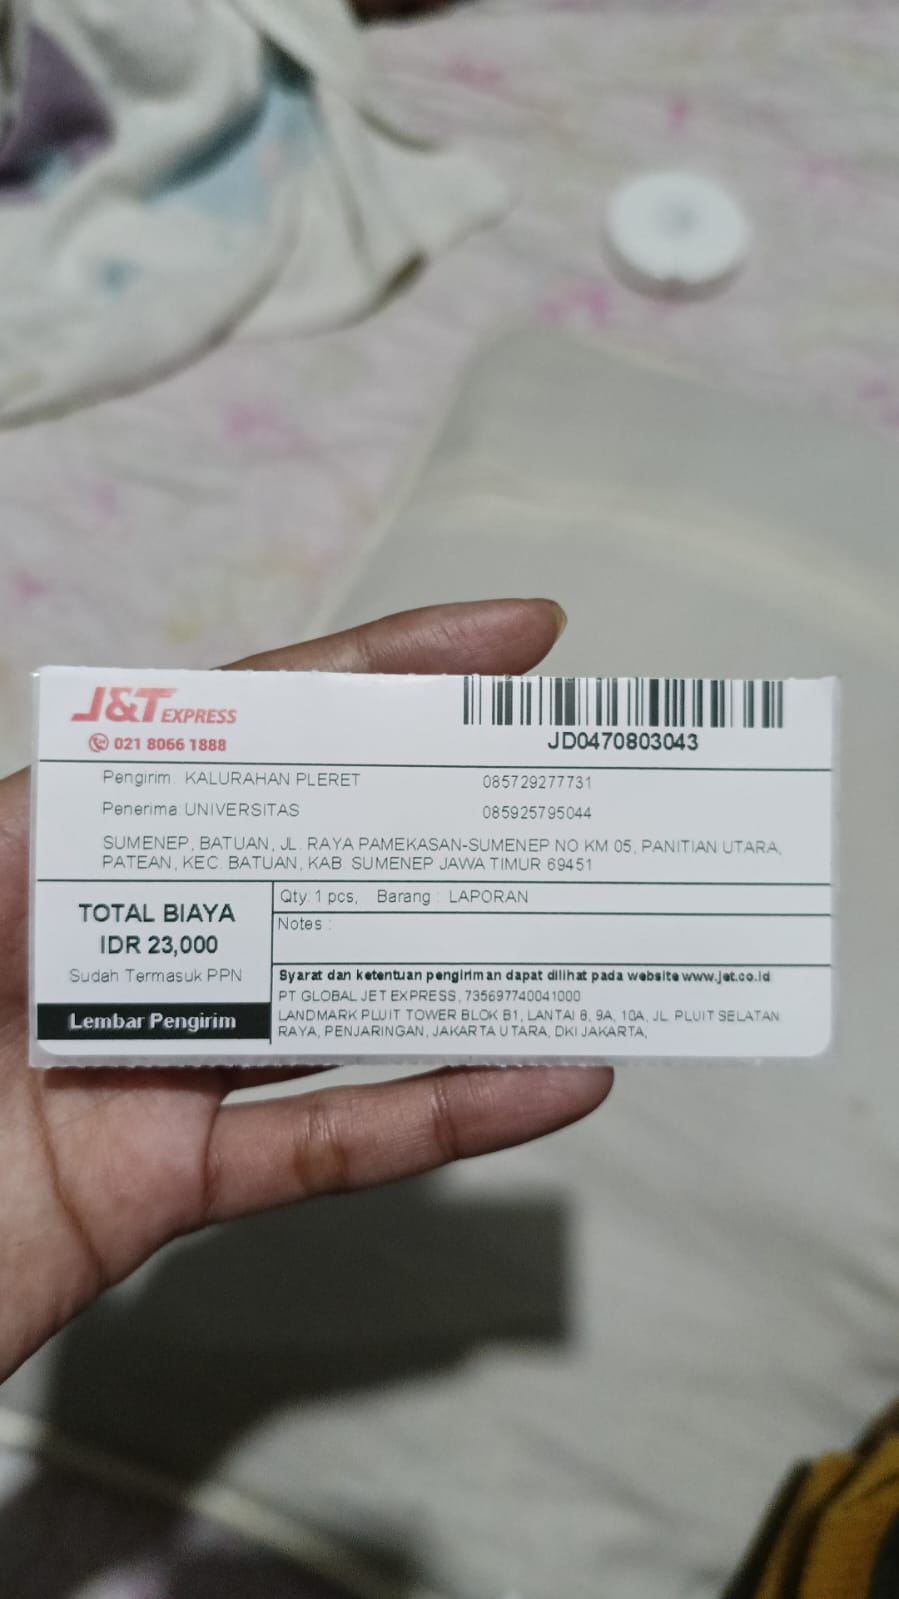 J&T EXPRESS
021 8066 1888
JD0470803043
Pengirim: KALURAHAN PLERET 085729277731
Penerima: UNIVERSITAS 085925795044
SUMENEP, BATUAN, JL. RAYA PAMEKASAN-SUMENEP NO KM 05, PANITIAN UTARA,
PATEAN, KEC. BATUAN, KAB. SUMENEP JAWA TIMUR 69451
TOTAL BIAYA
IDR 23,000
Sudah Termasuk PPN
Lembar Pengirim
Qty: 1 pcs, Barang : LAPORAN
Notes :
Syarat dan ketentuan pengiriman dapat dilihat pada website www.jet.co.id
PT GLOBAL JET EXPRESS, 735697740041000
LANDMARK PLUIT TOWER BLOK B1, LANTAI 8, 9A, 10A, JL. PLUIT SELATAN
RAYA, PENJARINGAN, JAKARTA UTARA, DKI JAKARTA,